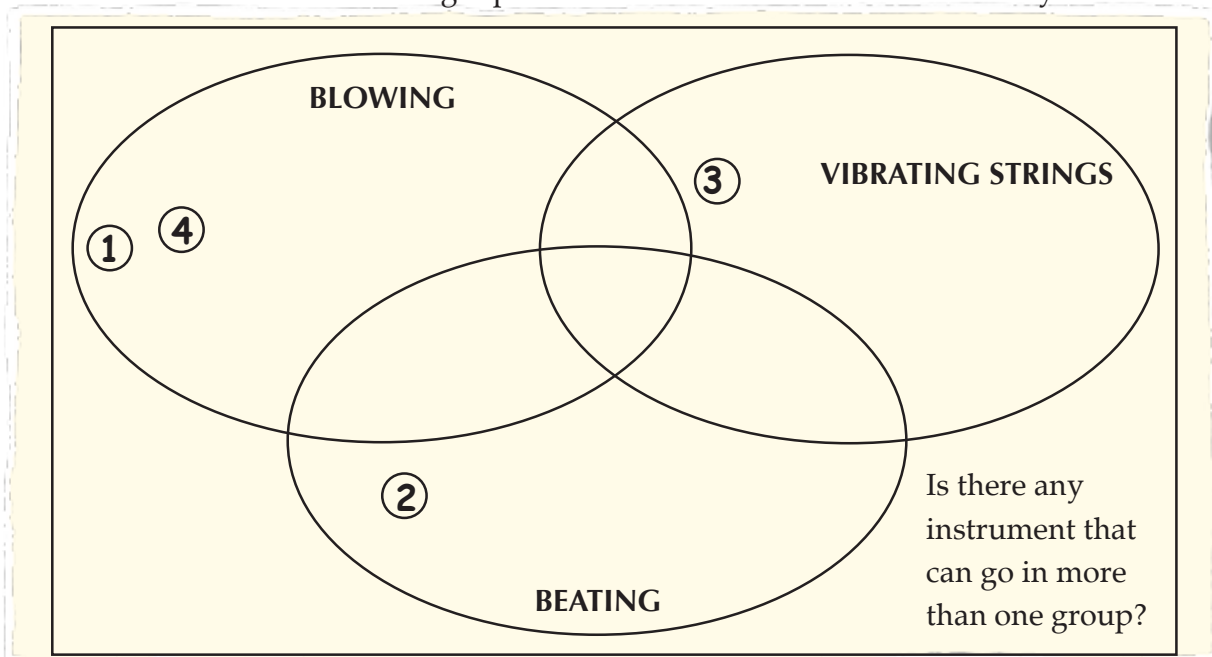 BLOWING
VIBRATING STRINGS
3
4
1
2
Is there any
instrument that
can go in more
than one group?
BEATING